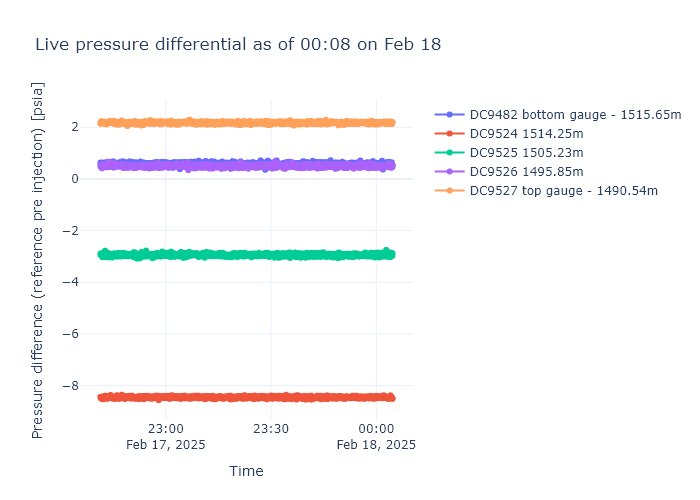 Live pressure differential as of 00:08 on Feb 18
Pressure difference (reference pre injection) [psia]
2
0
−2
−4
−6
−8
23:00
Feb 17, 2025
23:30
00:00
Feb 18, 2025
Time
DC9482 bottom gauge - 1515.65m
DC9524 1514.25m
DC9525 1505.23m
DC9526 1495.85m
DC9527 top gauge - 1490.54m